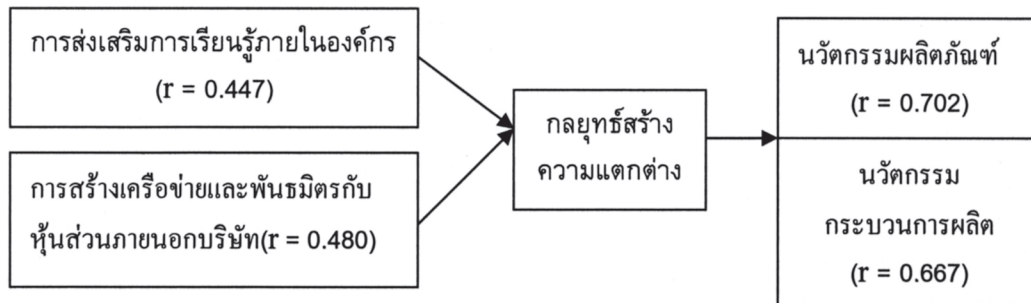 การส่งเสริมการเรียนรู้ภายในองค์กร
(r = 0.447)
การสร้างเครือข่ายและพันธมิตรกับ
หุ้นส่วนภายนอกบริษัท(r = 0.480)
กลยุทธ์สร้าง
ความแตกต่าง
นวัตกรรมผลิตภัณฑ์
(r = 0.702)
นวัตกรรม
กระบวนการผลิต
(r = 0.667)